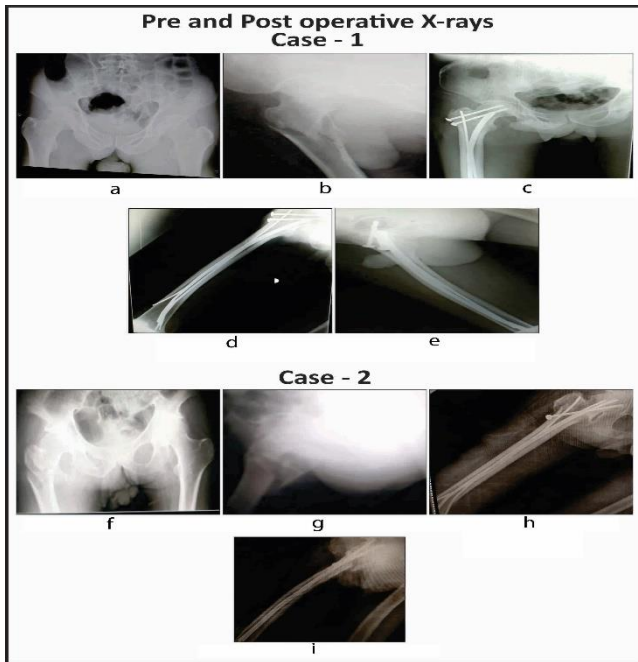 Pre and Post operative X-rays
Case - 1
a b c
d e
Case - 2
f g h
i